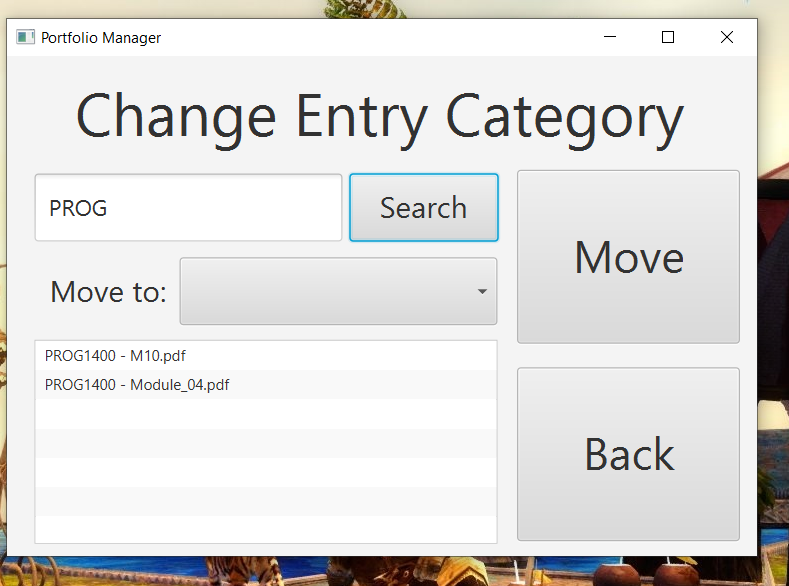 Portfolio Manager
Change Entry Category
PROG
Search
Move to:
PROG1400 - M10.pdf
PROG1400 - Module_04.pdf
Move
Back